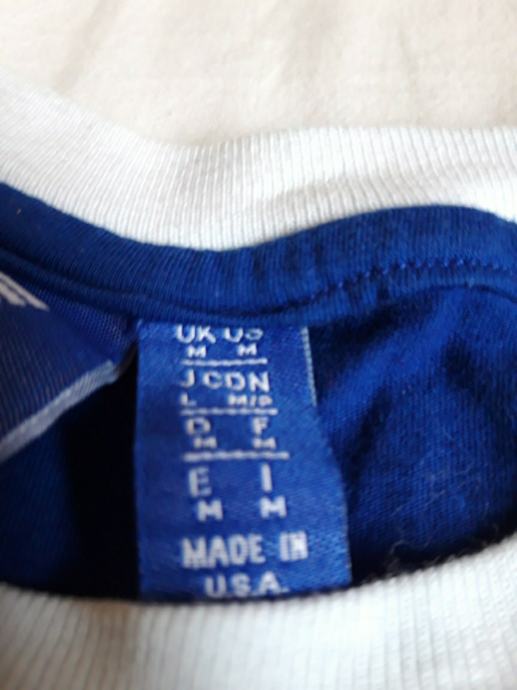 UK US
M M
J CDN
L M/P
D F
M M
E I
M M
MADE IN
U.S.A.